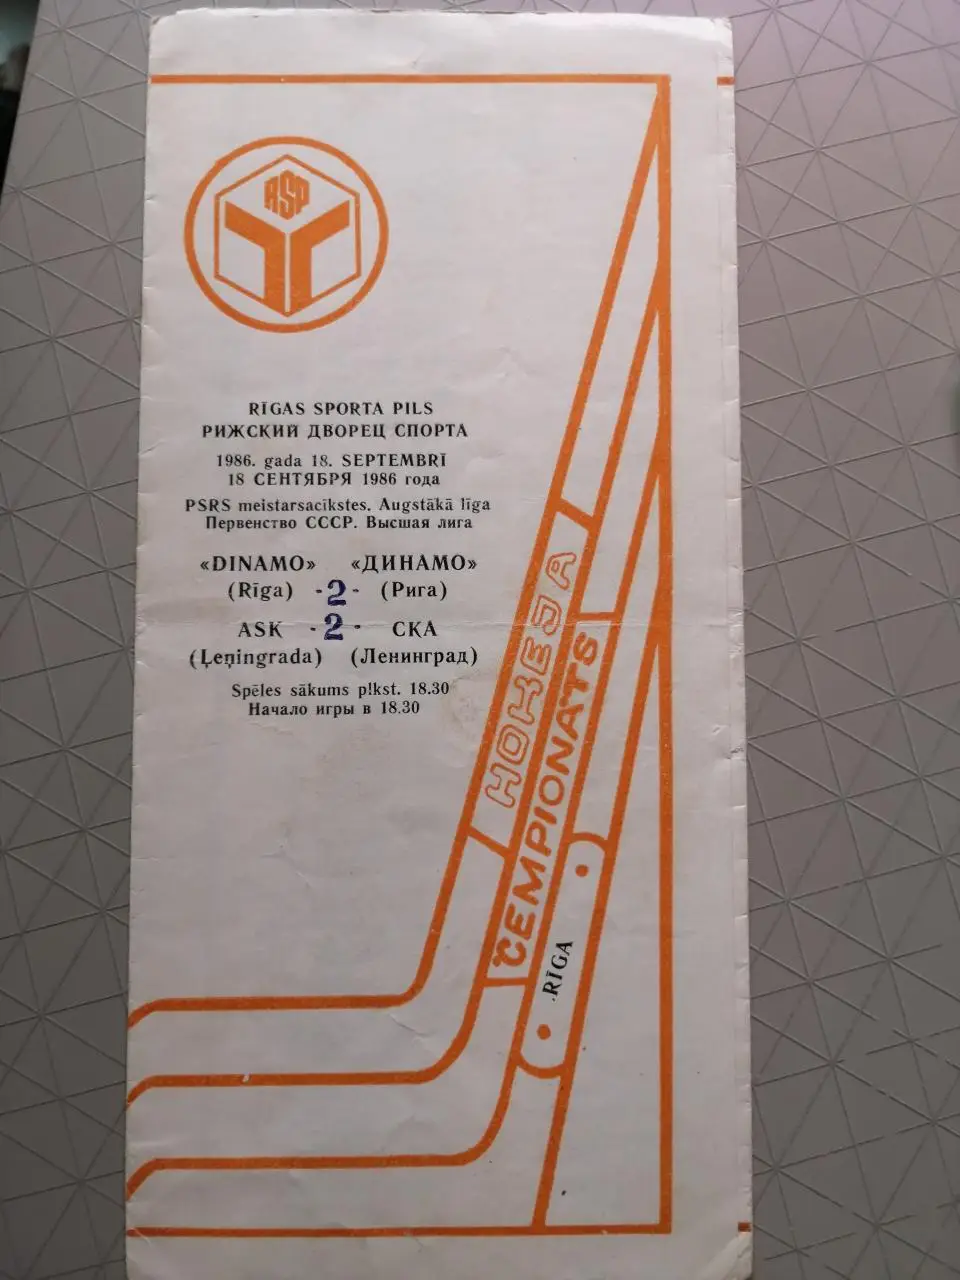 RSP
RĪGAS SPORTA PILS
РИЖСКИЙ ДВОРЕЦ СПОРТА
1986. gada 18. SEPTEMBRĪ
18 СЕНТЯБРЯ 1986 года
PSRS meistarsacīkstes. Augstākā līga
Первенство СССР. Высшая лига
«DINAMO» «ДИНАМО»
(Rīga) -2- (Рига)
ASK -2- СКА
(Ļeņingrada) (Ленинград)
Spēles sākums plkst. 18.30
Начало игры в 18.30
HOKEJA
ČEMPIONATS
RĪGA